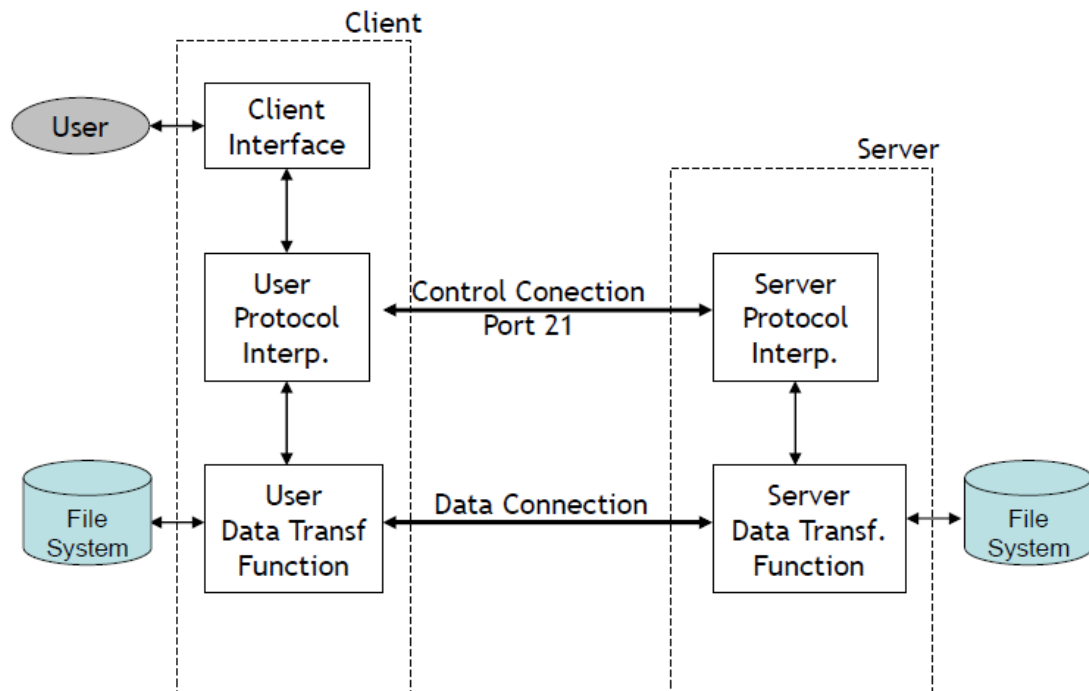 Client
Client
Interface
User
Server
User
Protocol
Interp.
Control Conection
Port 21
Server
Protocol
Interp.
File
System
User
Data Transf
Function
Data Connection
Server
Data Transf.
Function
File
System